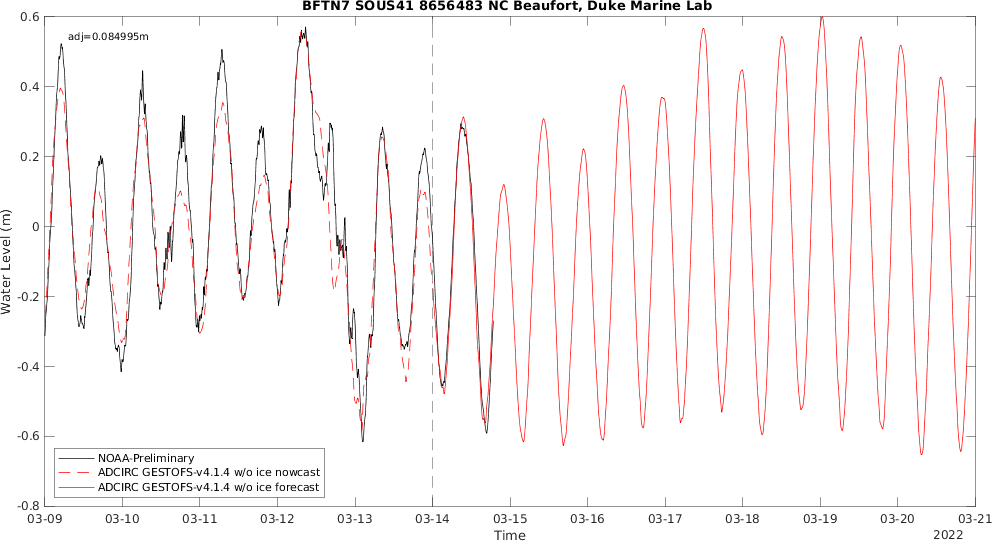 BFTN7 SOUS41 8656483 NC Beaufort, Duke Marine Lab
adj=0.084995m
0.6
0.4
0.2
0
-0.2
-0.4
-0.6
-0.8
Water Level (m)
NOAA-Preliminary
ADCIRC GESTOFS-v4.1.4 w/o ice nowcast
ADCIRC GESTOFS-v4.1.4 w/o ice forecast
03-09 03-10 03-11 03-12 03-13 03-14 03-15 03-16 03-17 03-18 03-19 03-20 03-21
Time
2022